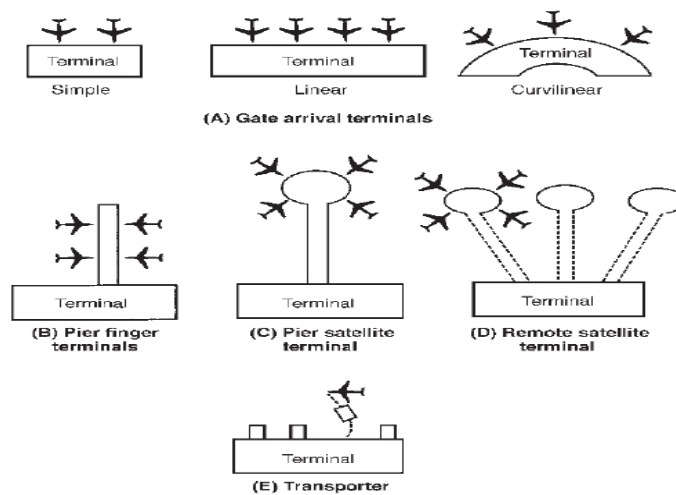 Terminal
Terminal
Terminal
Simple
Linear
Curvilinear
(A) Gate arrival terminals
Terminal
Terminal
Terminal
(B) Pier finger
terminals
(C) Pier satellite
terminal
(D) Remote satellite
terminal
Terminal
(E) Transporter